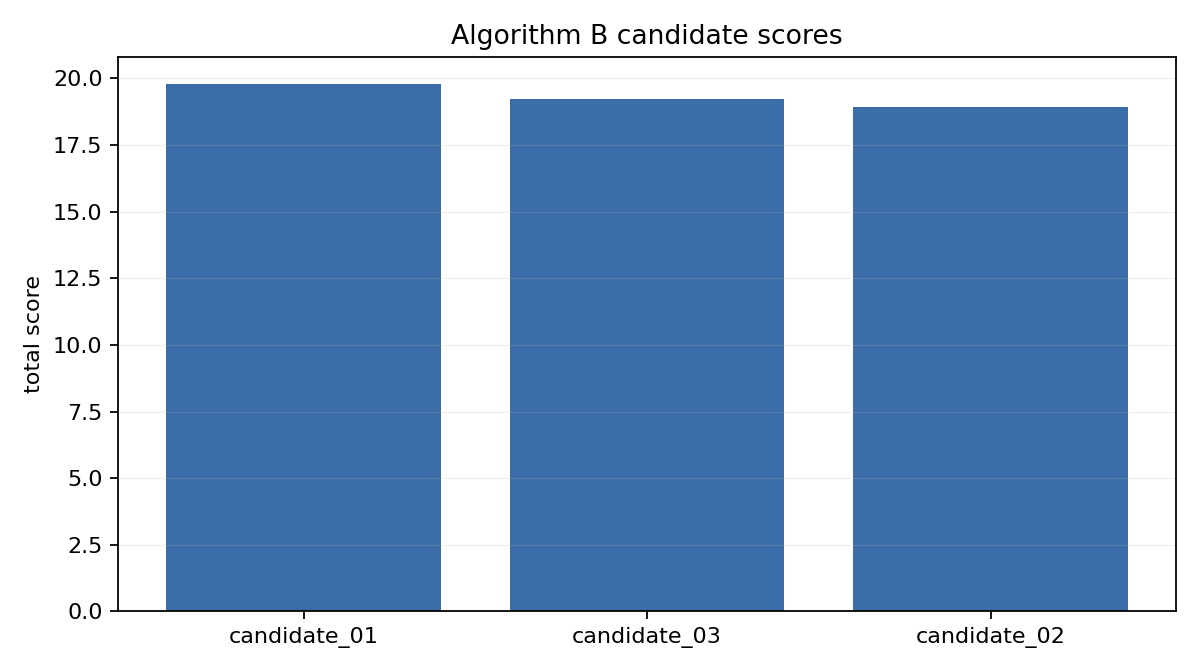 Algorithm B candidate scores
total score
20.0
17.5
15.0
12.5
10.0
7.5
5.0
2.5
0.0
candidate_01
candidate_03
candidate_02